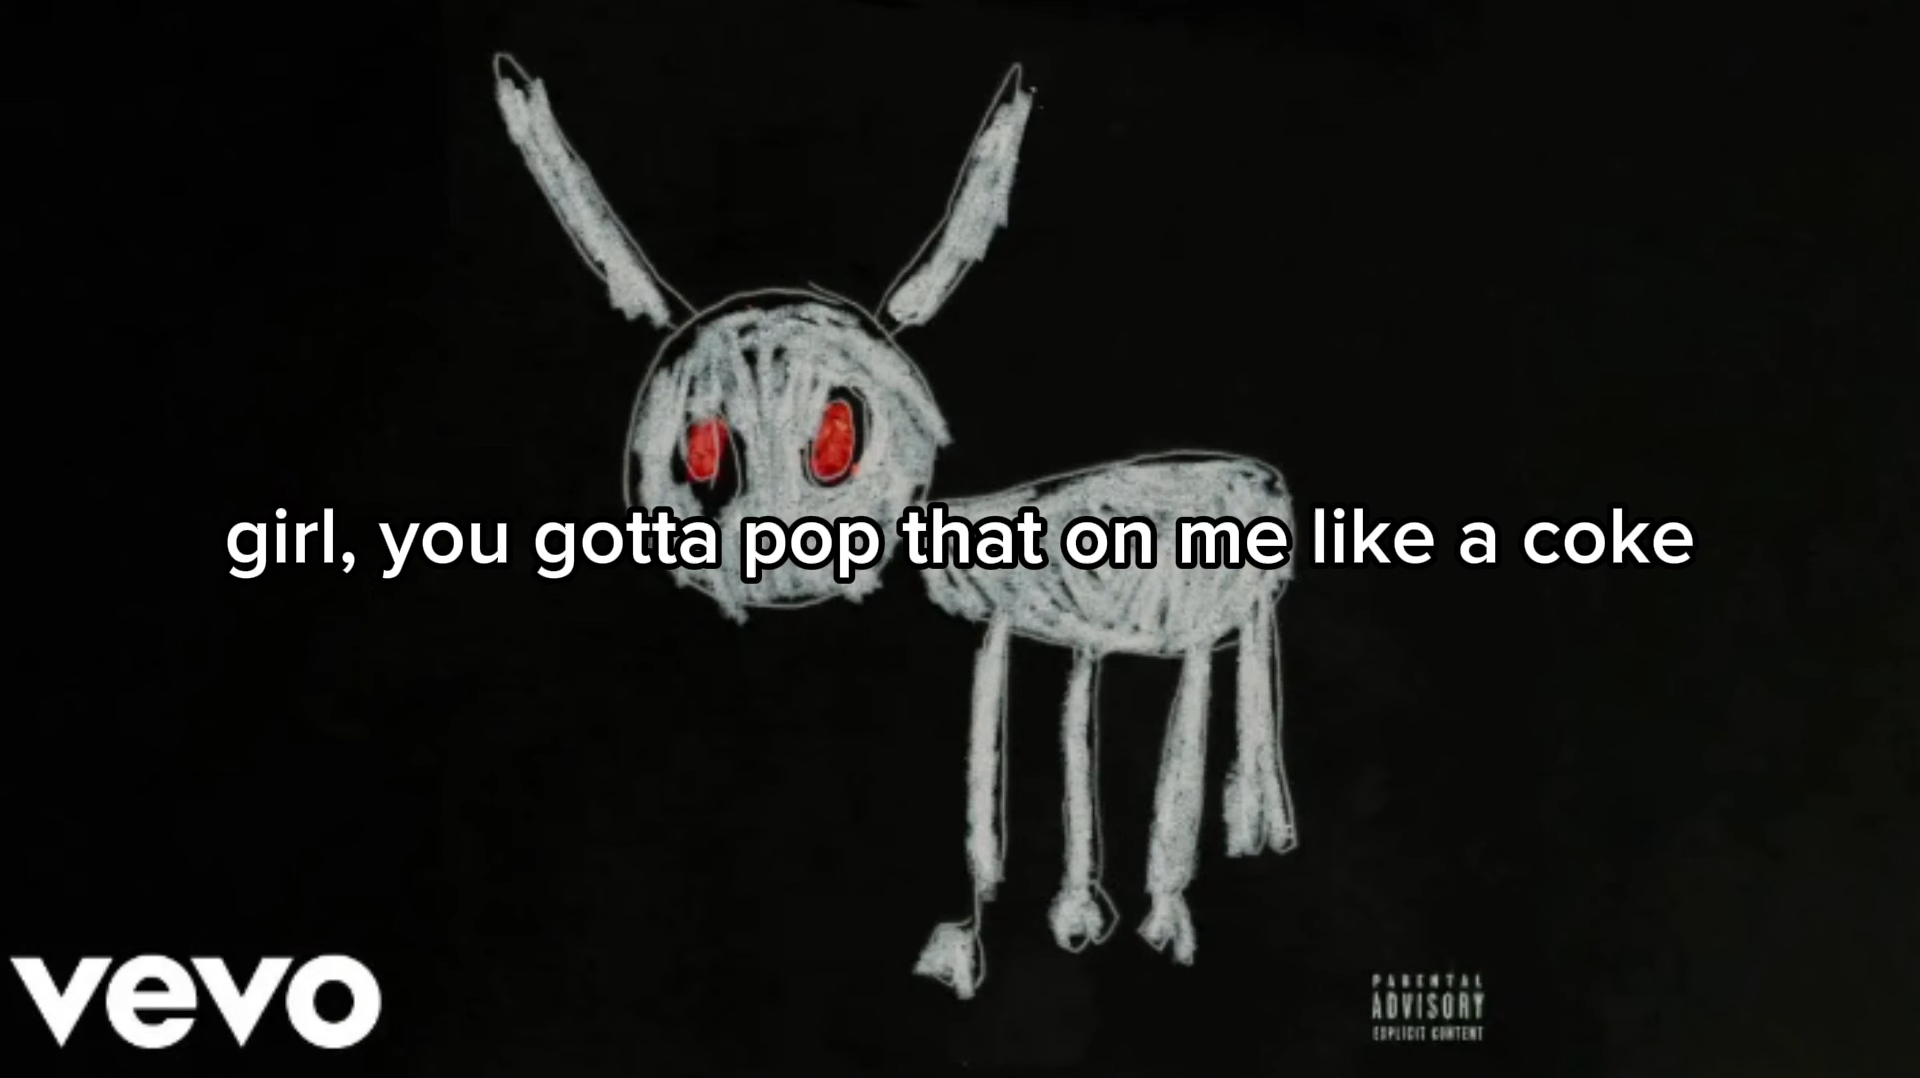 girl, you gotta pop that on me like a coke
vevo
PARENTAL
ADVISORY
EXPLICIT CONTENT